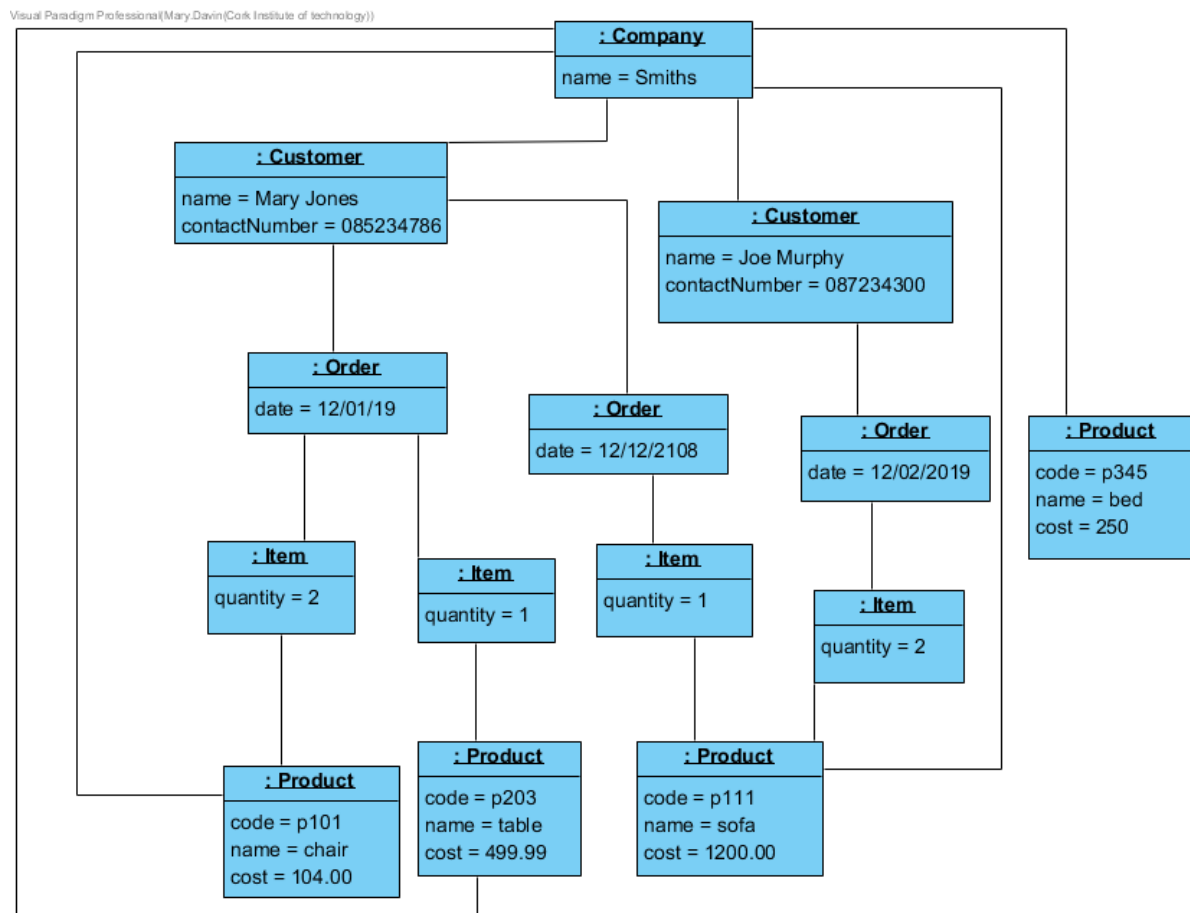 Visual Paradigm Professional(Mary.Davin(Cork Institute of technology))
: Company
name = Smiths
: Customer
name = Mary Jones
contactNumber = 085234786
: Customer
name = Joe Murphy
contactNumber = 087234300
: Order
date = 12/01/19
: Order
date = 12/12/2108
: Order
date = 12/02/2019
: Product
code = p345
name = bed
cost = 250
: Item
quantity = 2
: Item
quantity = 1
: Item
quantity = 1
: Item
quantity = 2
: Product
code = p101
name = chair
cost = 104.00
: Product
code = p203
name = table
cost = 499.99
: Product
code = p111
name = sofa
cost = 1200.00